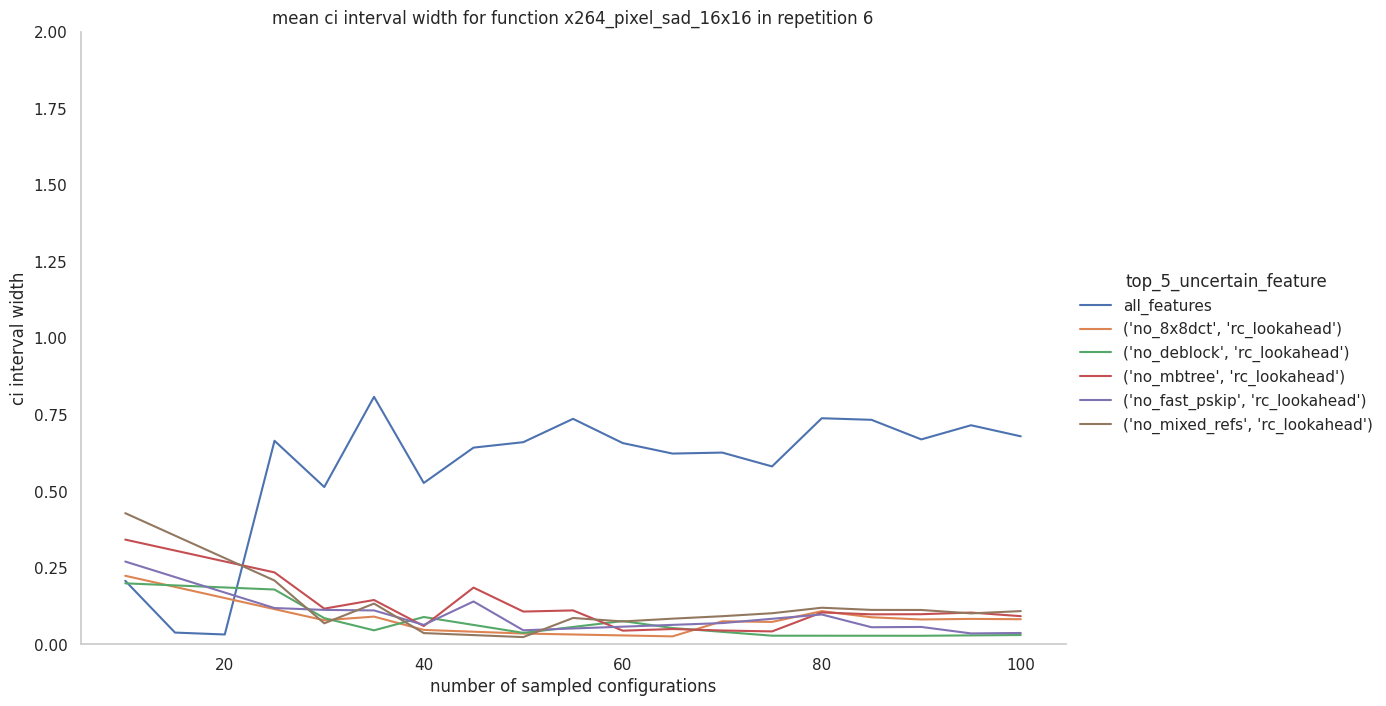 mean ci interval width for function x264_pixel_sad_16x16 in repetition 6
2.00
1.75
1.50
1.25
1.00
0.75
0.50
0.25
0.00
ci interval width
20
40
60
80
100
number of sampled configurations
top_5_uncertain_feature
all_features
('no_8x8dct', 'rc_lookahead')
('no_deblock', 'rc_lookahead')
('no_mbtree', 'rc_lookahead')
('no_fast_pskip', 'rc_lookahead')
('no_mixed_refs', 'rc_lookahead')